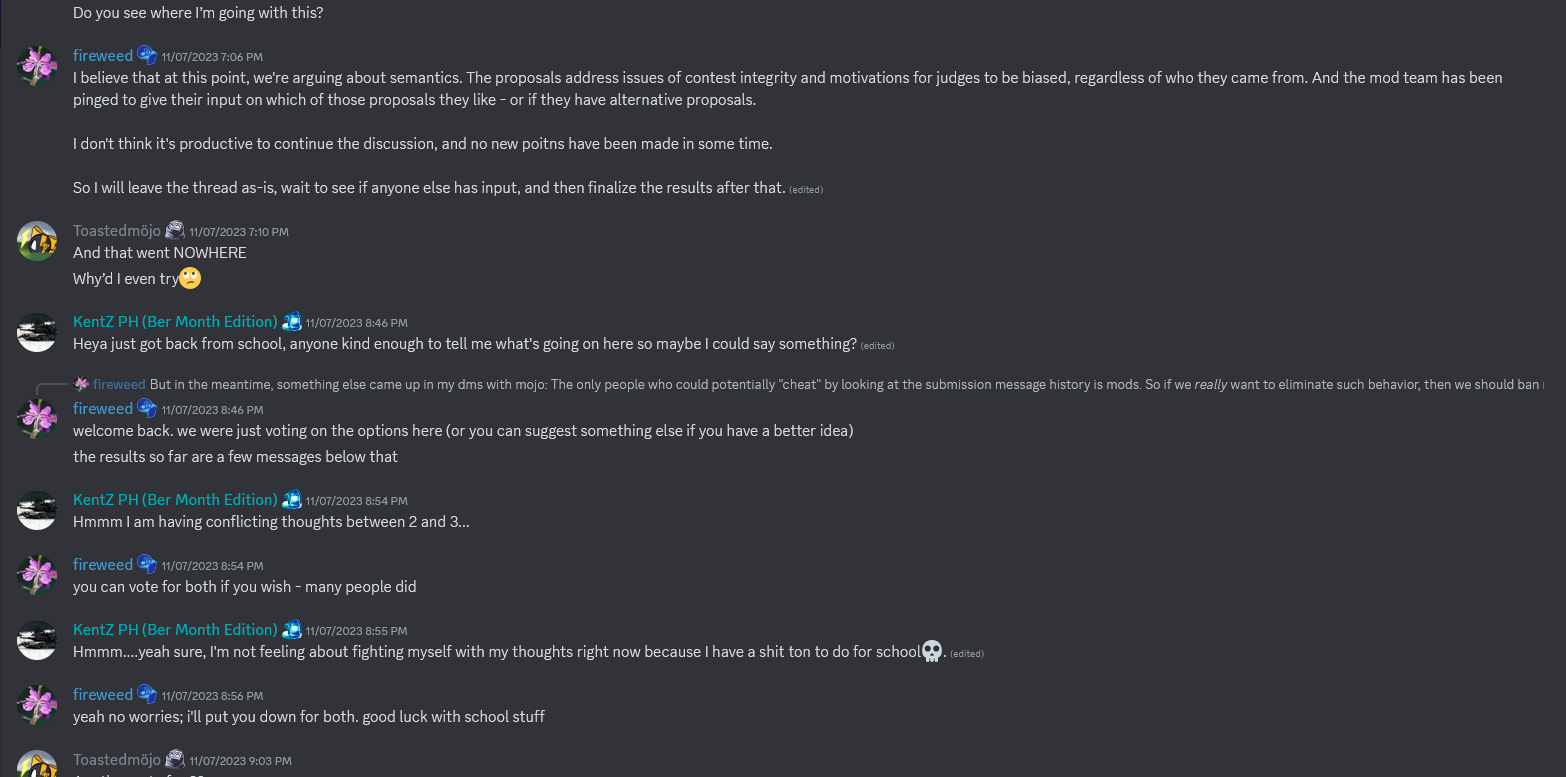 Do you see where I'm going with this?
fireweed 11/07/2023 7:06 PM
I believe that at this point, we're arguing about semantics. The proposals address issues of contest integrity and motivations for judges to be biased, regardless of who they came from. And the mod team has been
pinged to give their input on which of those proposals they like - or if they have alternative proposals.
I don't think it's productive to continue the discussion, and no new poitns have been made in some time.
So I will leave the thread as-is, wait to see if anyone else has input, and then finalize the results after that. (edited)
Toastedmöjo 11/07/2023 7:10 PM
And that went NOWHERE
Why'd I even try🙄
KentZ PH (Ber Month Edition) 11/07/2023 8:46 PM
Heya just got back from school, anyone kind enough to tell me what's going on here so maybe I could say something? (edited)
fireweed But in the meantime, something else came up in my dms with mojo: The only people who could potentially "cheat" by looking at the submission message history is mods. So if we really want to eliminate such behavior, then we should ban
fireweed 11/07/2023 8:46 PM
welcome back. we were just voting on the options here (or you can suggest something else if you have a better idea)
the results so far are a few messages below that
KentZ PH (Ber Month Edition) 11/07/2023 8:54 PM
Hmmm I am having conflicting thoughts between 2 and 3...
fireweed 11/07/2023 8:54 PM
you can vote for both if you wish - many people did
KentZ PH (Ber Month Edition) 11/07/2023 8:55 PM
Hmmm....yeah sure, I'm not feeling about fighting myself with my thoughts right now because I have a shit ton to do for school💀. (edited)
fireweed 11/07/2023 8:56 PM
yeah no worries; i'll put you down for both. good luck with school stuff
Toastedmöjo 11/07/2023 9:03 PM